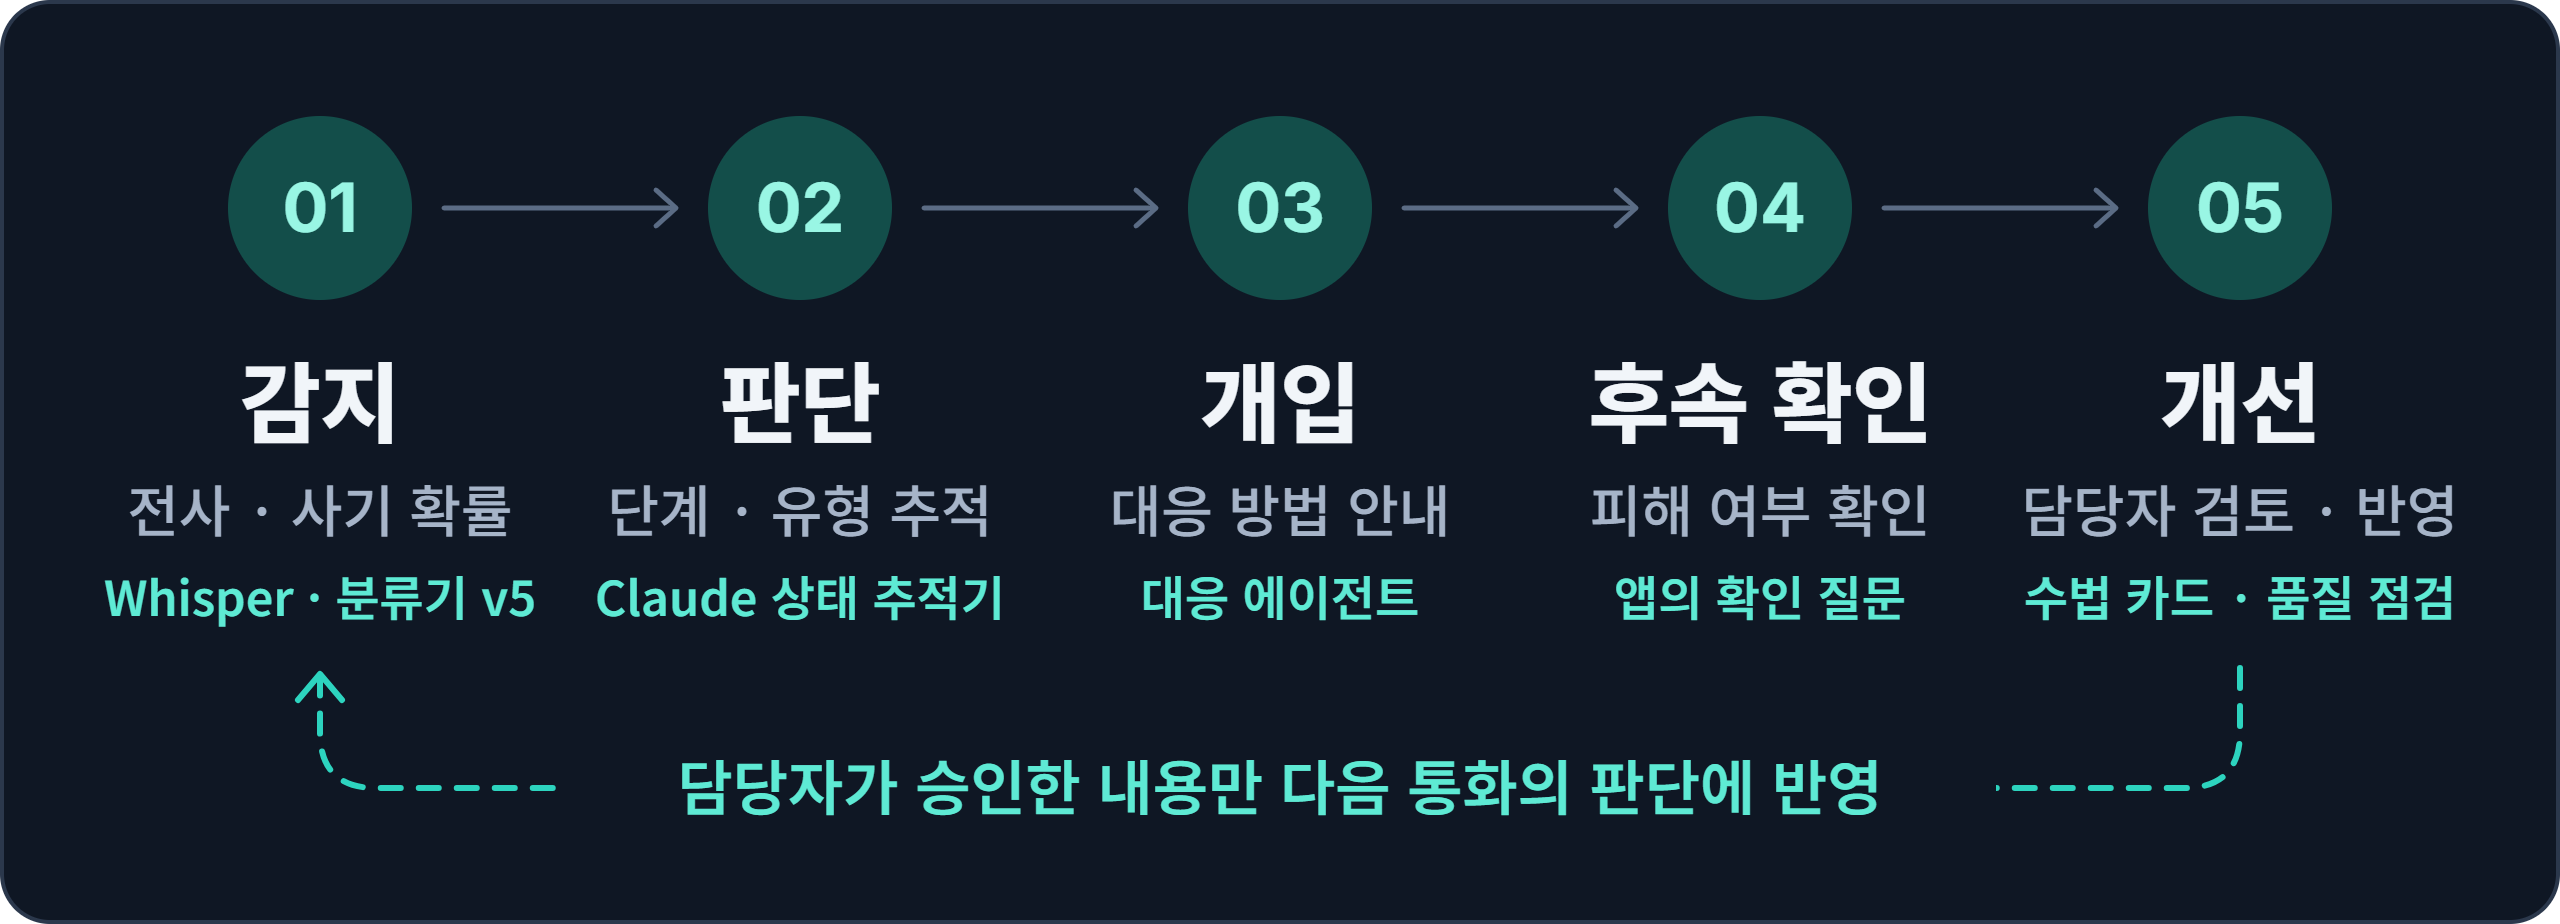 01
02
03
04
05
감지
판단
개입
후속 확인
개선
전사 · 사기 확률
단계 · 유형 추적
대응 방법 안내
피해 여부 확인
담당자 검토 · 반영
Whisper · 분류기 v5
Claude 상태 추적기
대응 에이전트
앱의 확인 질문
수법 카드 · 품질 점검
담당자가 승인한 내용만 다음 통화의 판단에 반영